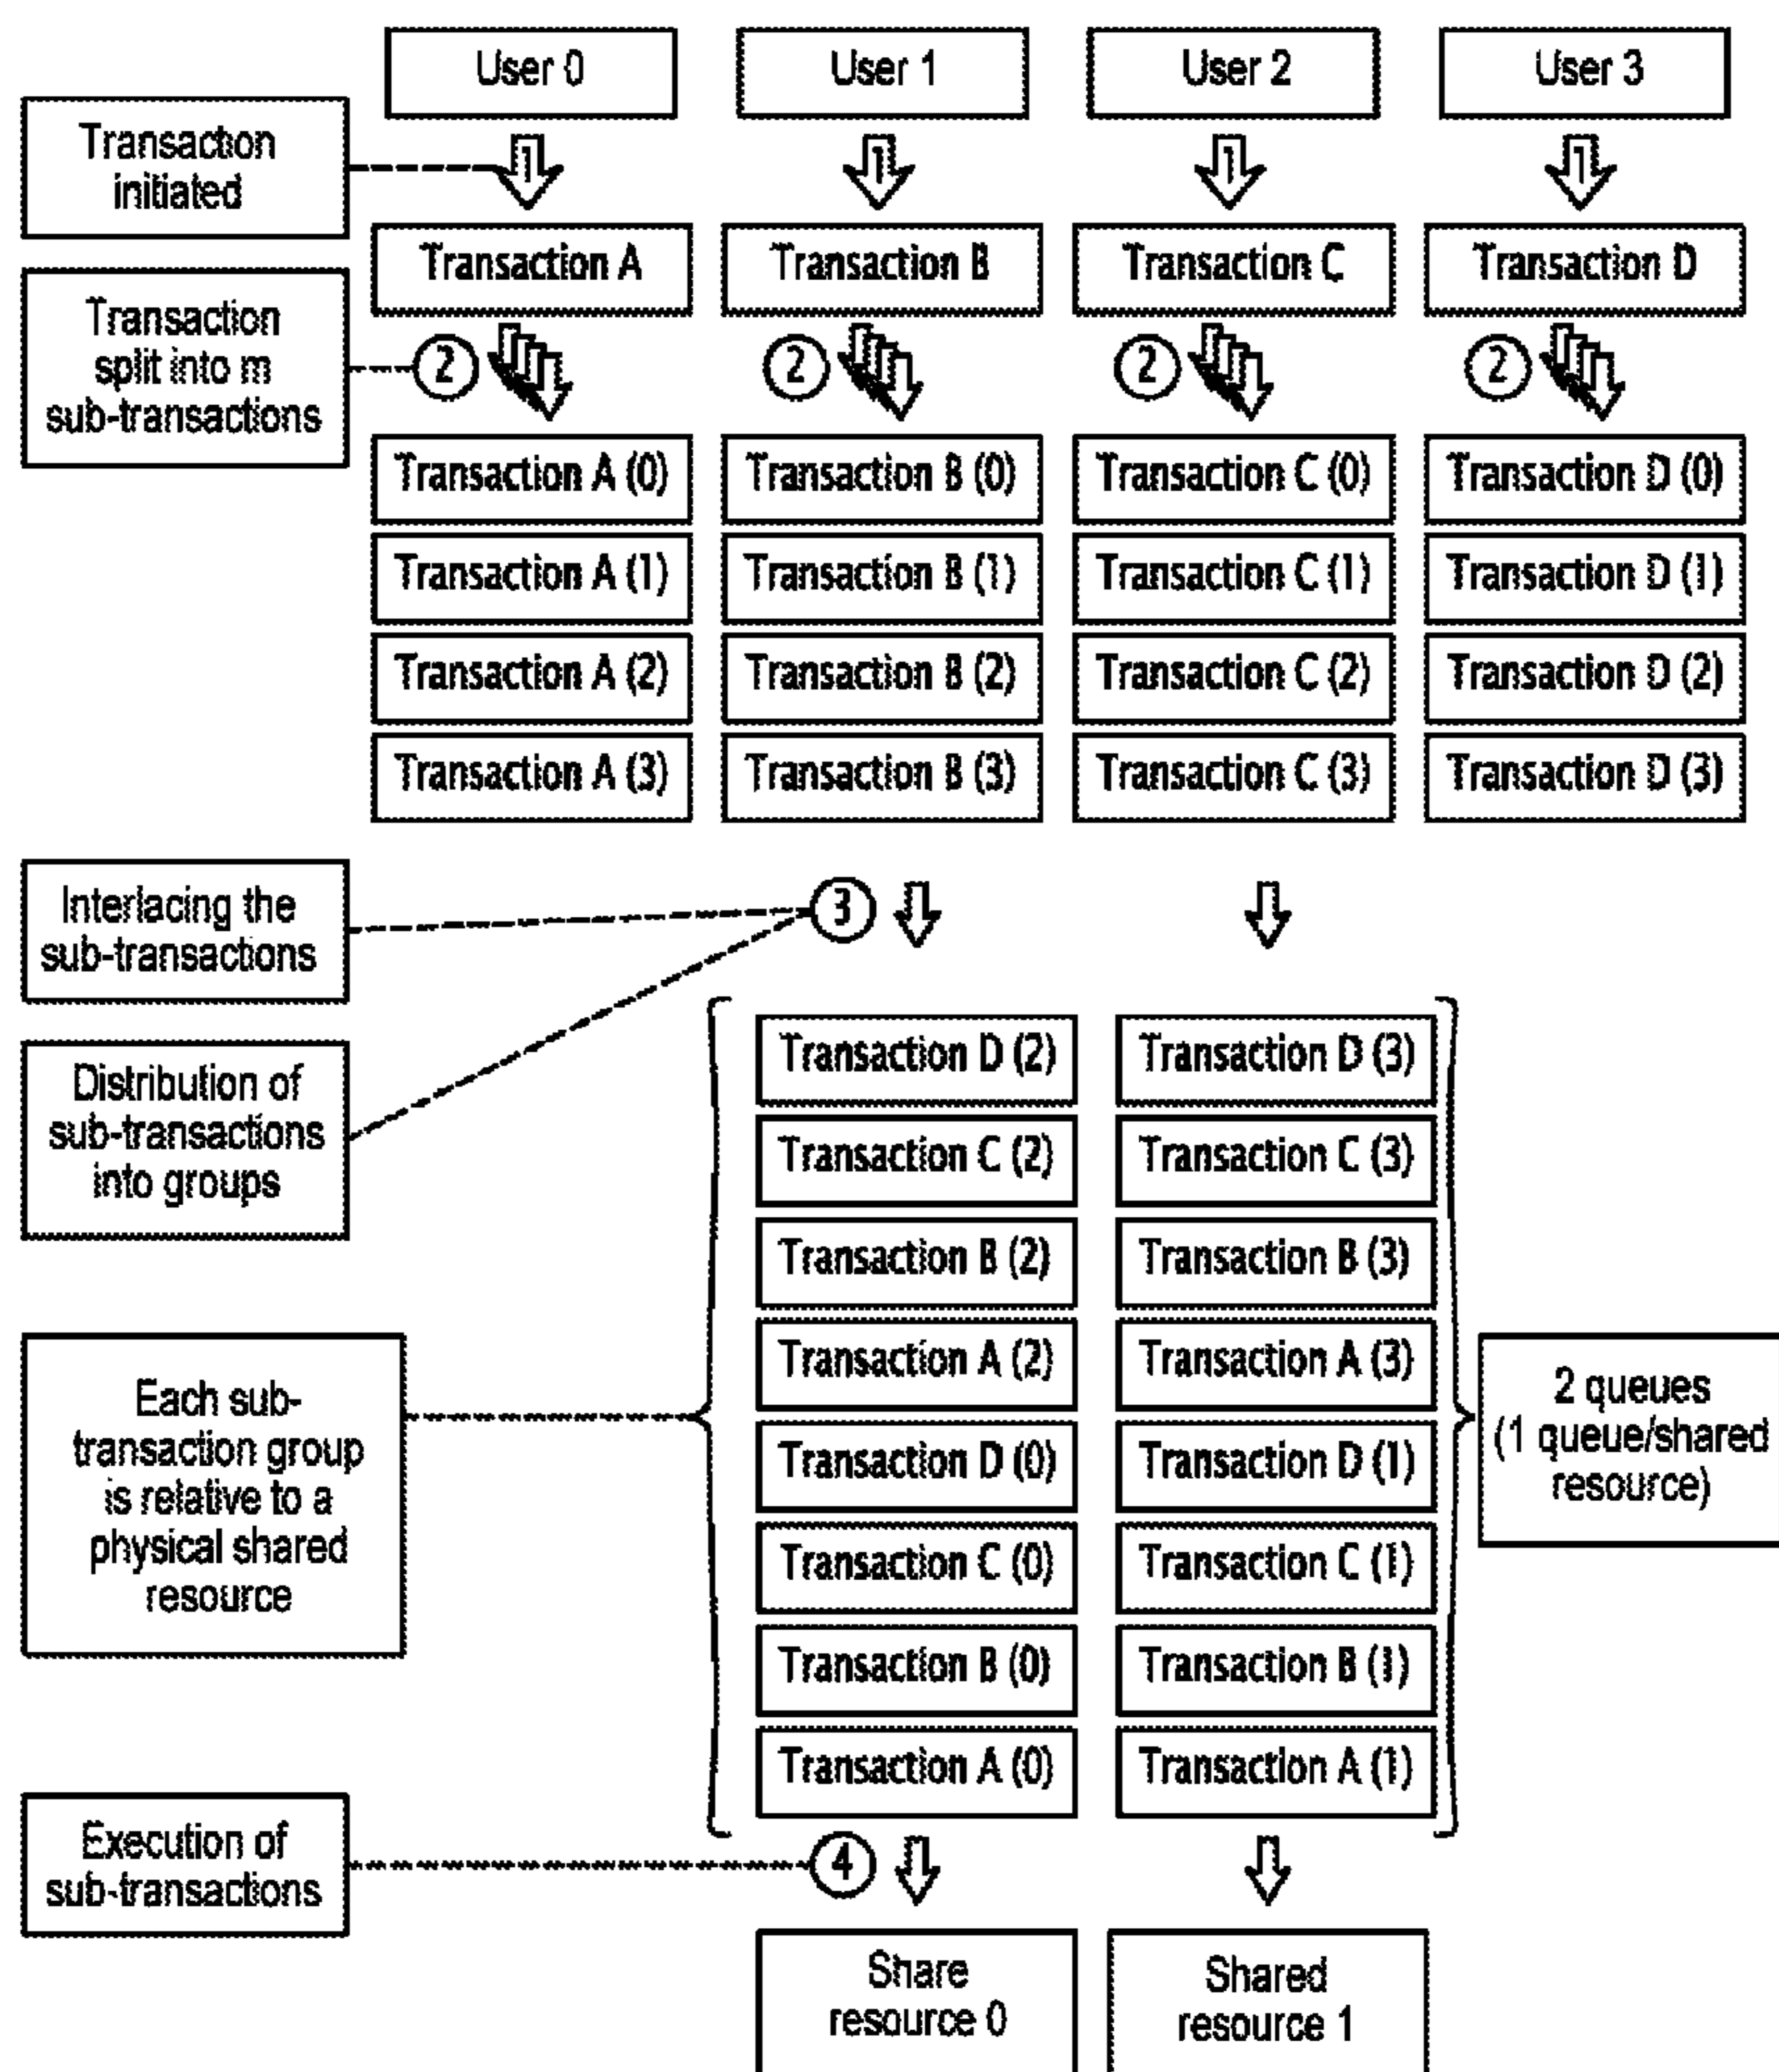 User 0
User 1
User 2
User 3
Transaction
initiated
1
1
1
1
Transaction A
Transaction B
Transaction C
Transaction D
Transaction
split into m
sub-transactions
2
2
2
2
Transaction A (0)
Transaction B (0)
Transaction C (0)
Transaction D (0)
Transaction A (1)
Transaction B (1)
Transaction C (1)
Transaction D (1)
Transaction A (2)
Transaction B (2)
Transaction C (2)
Transaction D (2)
Transaction A (3)
Transaction B (3)
Transaction C (3)
Transaction D (3)
Interlacing the
sub-transactions
3
Distribution of
sub-transactions
into groups
Transaction D (2)
Transaction D (3)
Transaction C (2)
Transaction C (3)
Transaction B (2)
Transaction B (3)
Transaction A (2)
Transaction A (3)
Transaction D (0)
Transaction D (1)
Transaction C (0)
Transaction C (1)
Transaction B (0)
Transaction B (1)
Transaction A (0)
Transaction A (1)
Each sub-
transaction group
is relative to a
physical shared
resource
2 queues
(1 queue/shared
resource)
Execution of
sub-transactions
4
Share
resource 0
Shared
resource 1